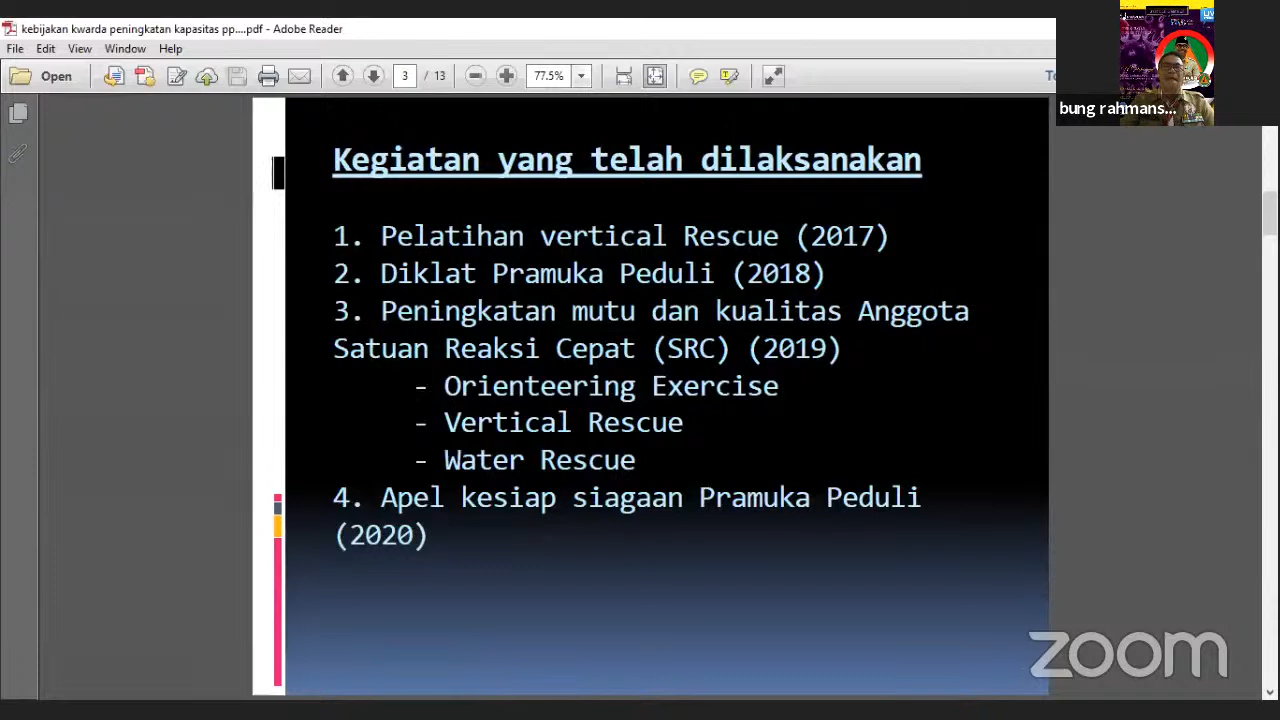 kebijakan kwarda peningkatan kapasitas pp....pdf - Adobe Reader
File Edit View Window Help
Open 3 / 13 77.5%
bung rahmans...
Kegiatan yang telah dilaksanakan
1. Pelatihan vertical Rescue (2017)
2. Diklat Pramuka Peduli (2018)
3. Peningkatan mutu dan kualitas Anggota
Satuan Reaksi Cepat (SRC) (2019)
- Orienteering Exercise
- Vertical Rescue
- Water Rescue
4. Apel kesiap siagaan Pramuka Peduli
(2020)
zoom